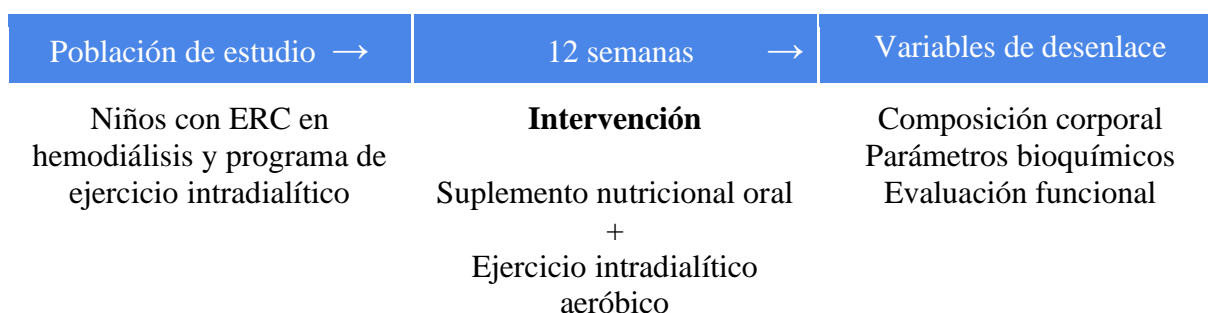 Población de estudio → 12 semanas → Variables de desenlace
Niños con ERC en
hemodiálisis y programa de
ejercicio intradialítico
Intervención
Suplemento nutricional oral
+
Ejercicio intradialítico
aeróbico
Composición corporal
Parámetros bioquímicos
Evaluación funcional